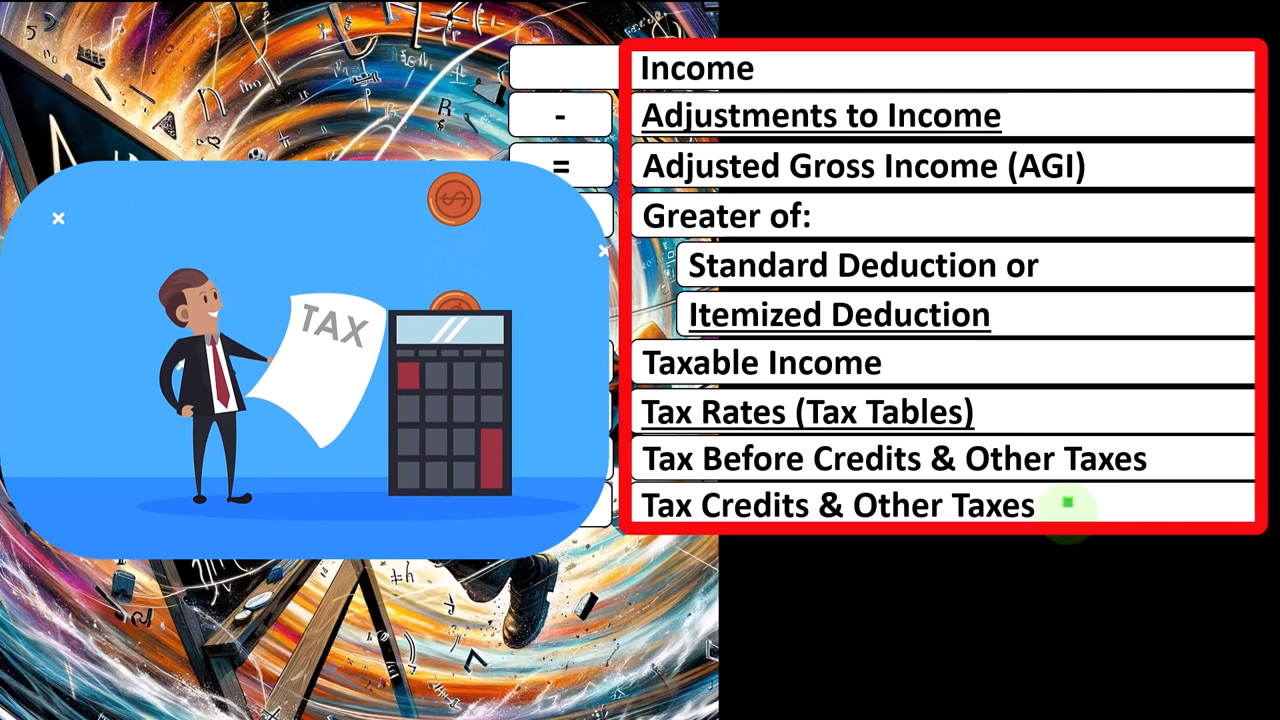 Income
- Adjustments to Income
= Adjusted Gross Income (AGI)
Greater of:
Standard Deduction or
Itemized Deduction
Taxable Income
Tax Rates (Tax Tables)
Tax Before Credits & Other Taxes
Tax Credits & Other Taxes
TAX